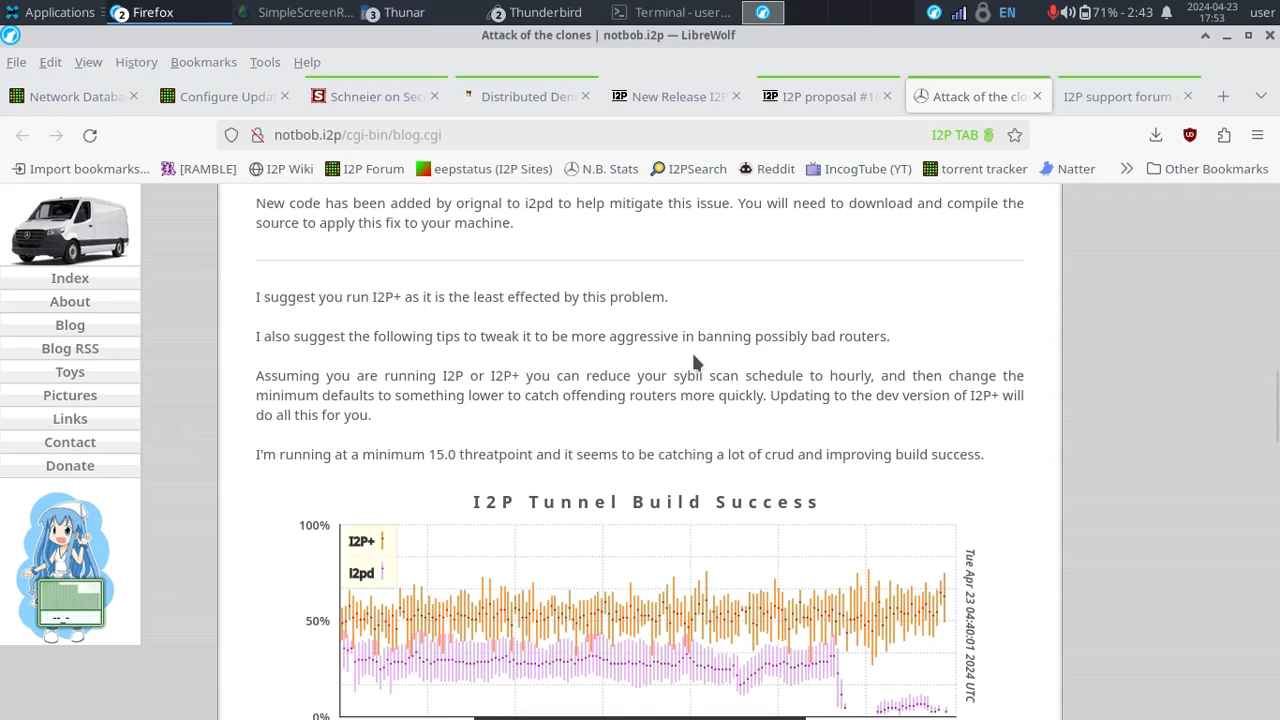 Applications
2 Firefox
SimpleScreenR...
3 Thunar
2 Thunderbird
Terminal - user...
EN
71% - 2:43
2024-04-23
17:53
user
Attack of the clones | notbob.i2p — LibreWolf
File Edit View History Bookmarks Tools Help
Network Databa
Configure Updat
Schneier on Sec
Distributed Den
New Release I2P
I2P proposal #16
Attack of the clo
I2P support forum -
notbob.i2p/cgi-bin/blog.cgi
I2P TAB
Import bookmarks...
[RAMBLE]
I2P Wiki
I2P Forum
eepstatus (I2P Sites)
N.B. Stats
I2PSearch
Reddit
IncogTube (YT)
torrent tracker
Natter
Other Bookmarks
Index
About
Blog
Blog RSS
Toys
Pictures
Links
Contact
Donate
New code has been added by orignal to i2pd to help mitigate this issue. You will need to download and compile the
source to apply this fix to your machine.
I suggest you run I2P+ as it is the least effected by this problem.
I also suggest the following tips to tweak it to be more aggressive in banning possibly bad routers.
Assuming you are running I2P or I2P+ you can reduce your sybil scan schedule to hourly, and then change the
minimum defaults to something lower to catch offending routers more quickly. Updating to the dev version of I2P+ will
do all this for you.
I'm running at a minimum 15.0 threatpoint and it seems to be catching a lot of crud and improving build success.
I2P Tunnel Build Success
100%
I2P+
I2pd
50%
0%
Tue Apr 23 04:40:01 2024 UTC